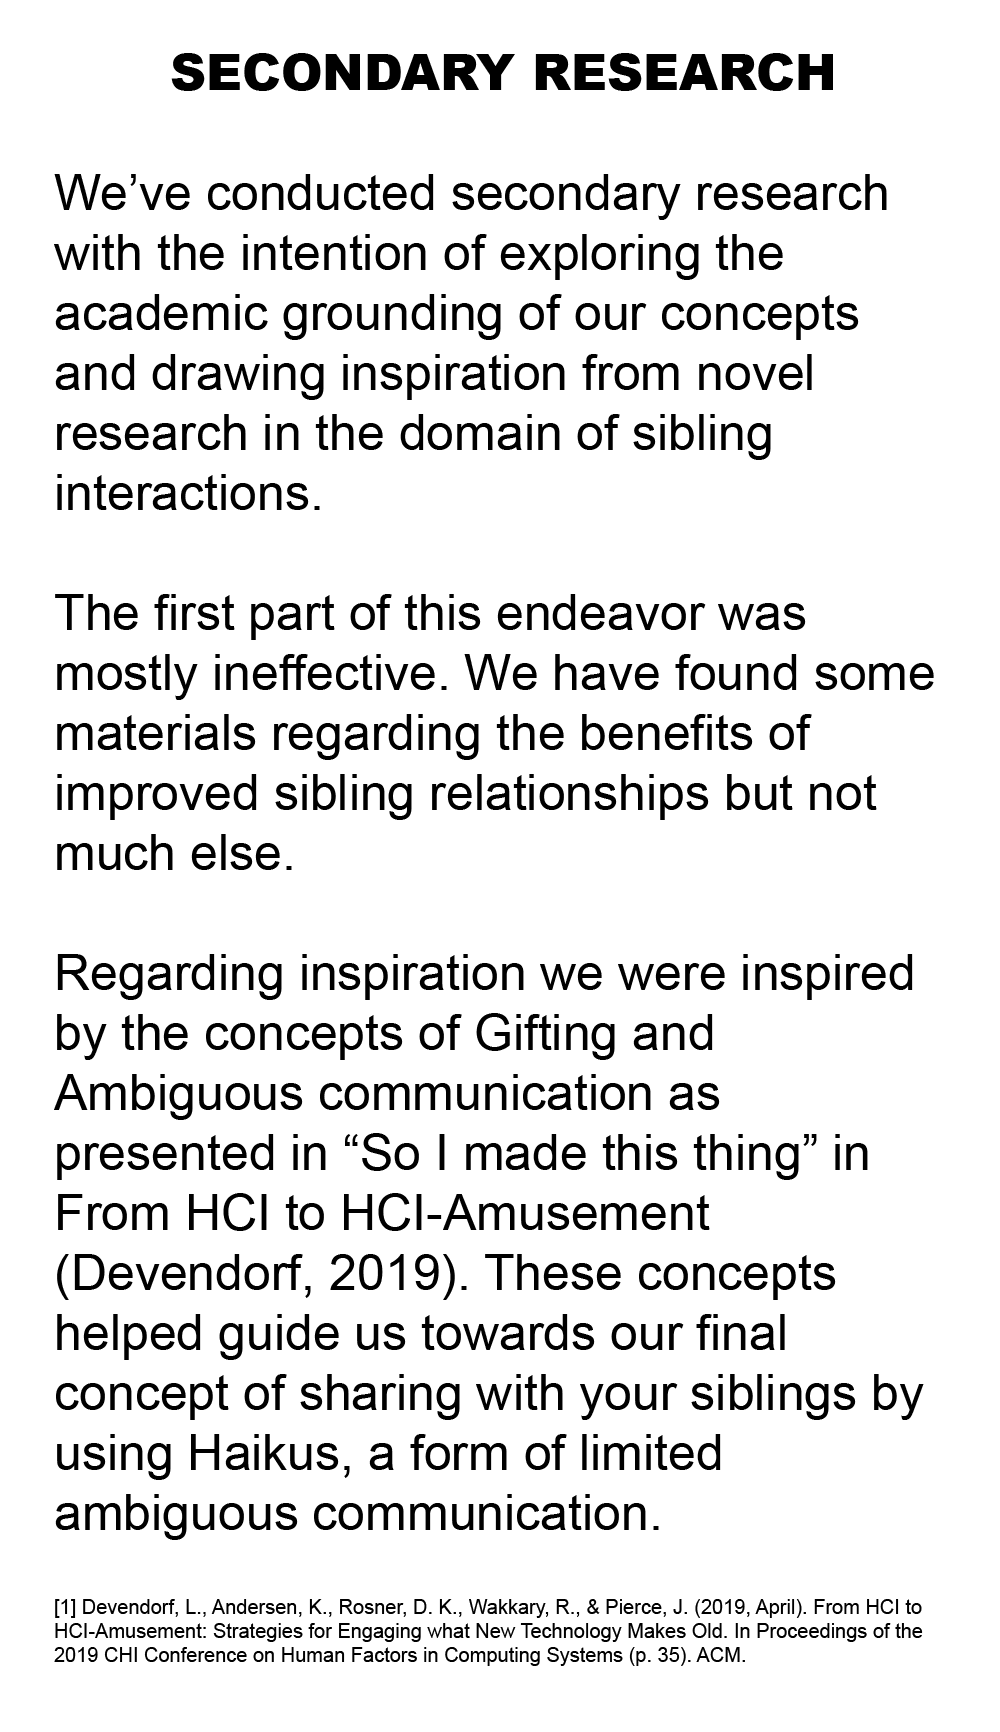 SECONDARY RESEARCH
We’ve conducted secondary research
with the intention of exploring the
academic grounding of our concepts
and drawing inspiration from novel
research in the domain of sibling
interactions.
The first part of this endeavor was
mostly ineffective. We have found some
materials regarding the benefits of
improved sibling relationships but not
much else.
Regarding inspiration we were inspired
by the concepts of Gifting and
Ambiguous communication as
presented in “So I made this thing” in
From HCI to HCI-Amusement
(Devendorf, 2019). These concepts
helped guide us towards our final
concept of sharing with your siblings by
using Haikus, a form of limited
ambiguous communication.
[1] Devendorf, L., Andersen, K., Rosner, D. K., Wakkary, R., & Pierce, J. (2019, April). From HCI to
HCI-Amusement: Strategies for Engaging what New Technology Makes Old. In Proceedings of the
2019 CHI Conference on Human Factors in Computing Systems (p. 35). ACM.